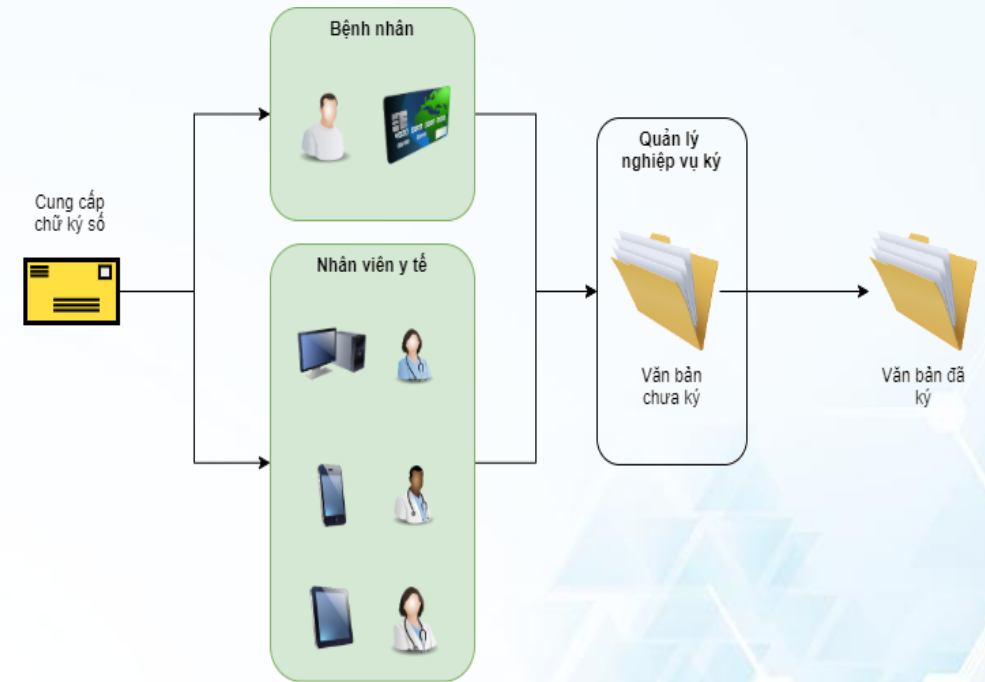 Bệnh nhân
Cung cấp
chữ ký số
Nhân viên y tế
Quản lý
nghiệp vụ ký
Văn bản
chưa ký
Văn bản đã
ký